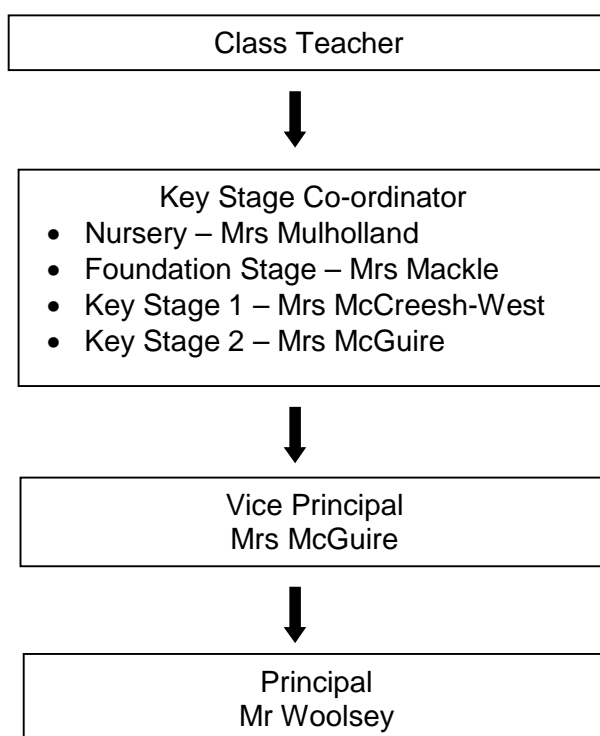 Class Teacher
Key Stage Co-ordinator
• Nursery – Mrs Mulholland
• Foundation Stage – Mrs Mackle
• Key Stage 1 – Mrs McCreesh-West
• Key Stage 2 – Mrs McGuire
Vice Principal
Mrs McGuire
Principal
Mr Woolsey